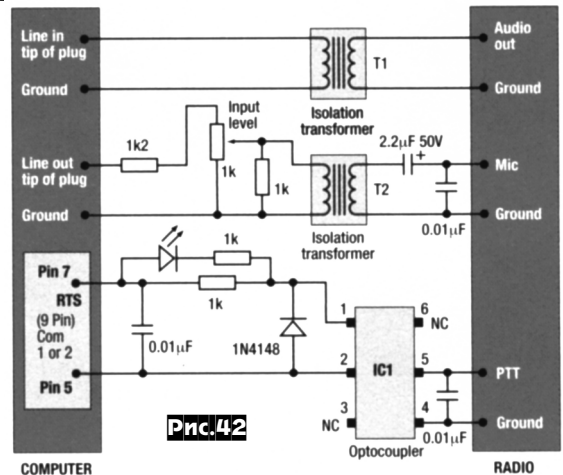 Line in
tip of plug
Ground
T1
Audio
out
Ground
Isolation
transformer
Input
level
1k2
1k
1k
Line out
tip of plug
Ground
T2
2.2µF 50V
+
Mic
Ground
0.01µF
Isolation
transformer
Pin 7
RTS
(9 Pin)
Com
1 or 2
Pin 5
1k
1k
0.01µF
1N4148
1
2
3
NC
IC1
6
NC
5
4
Optocoupler
0.01µF
PTT
Ground
Рис.42
COMPUTER
RADIO